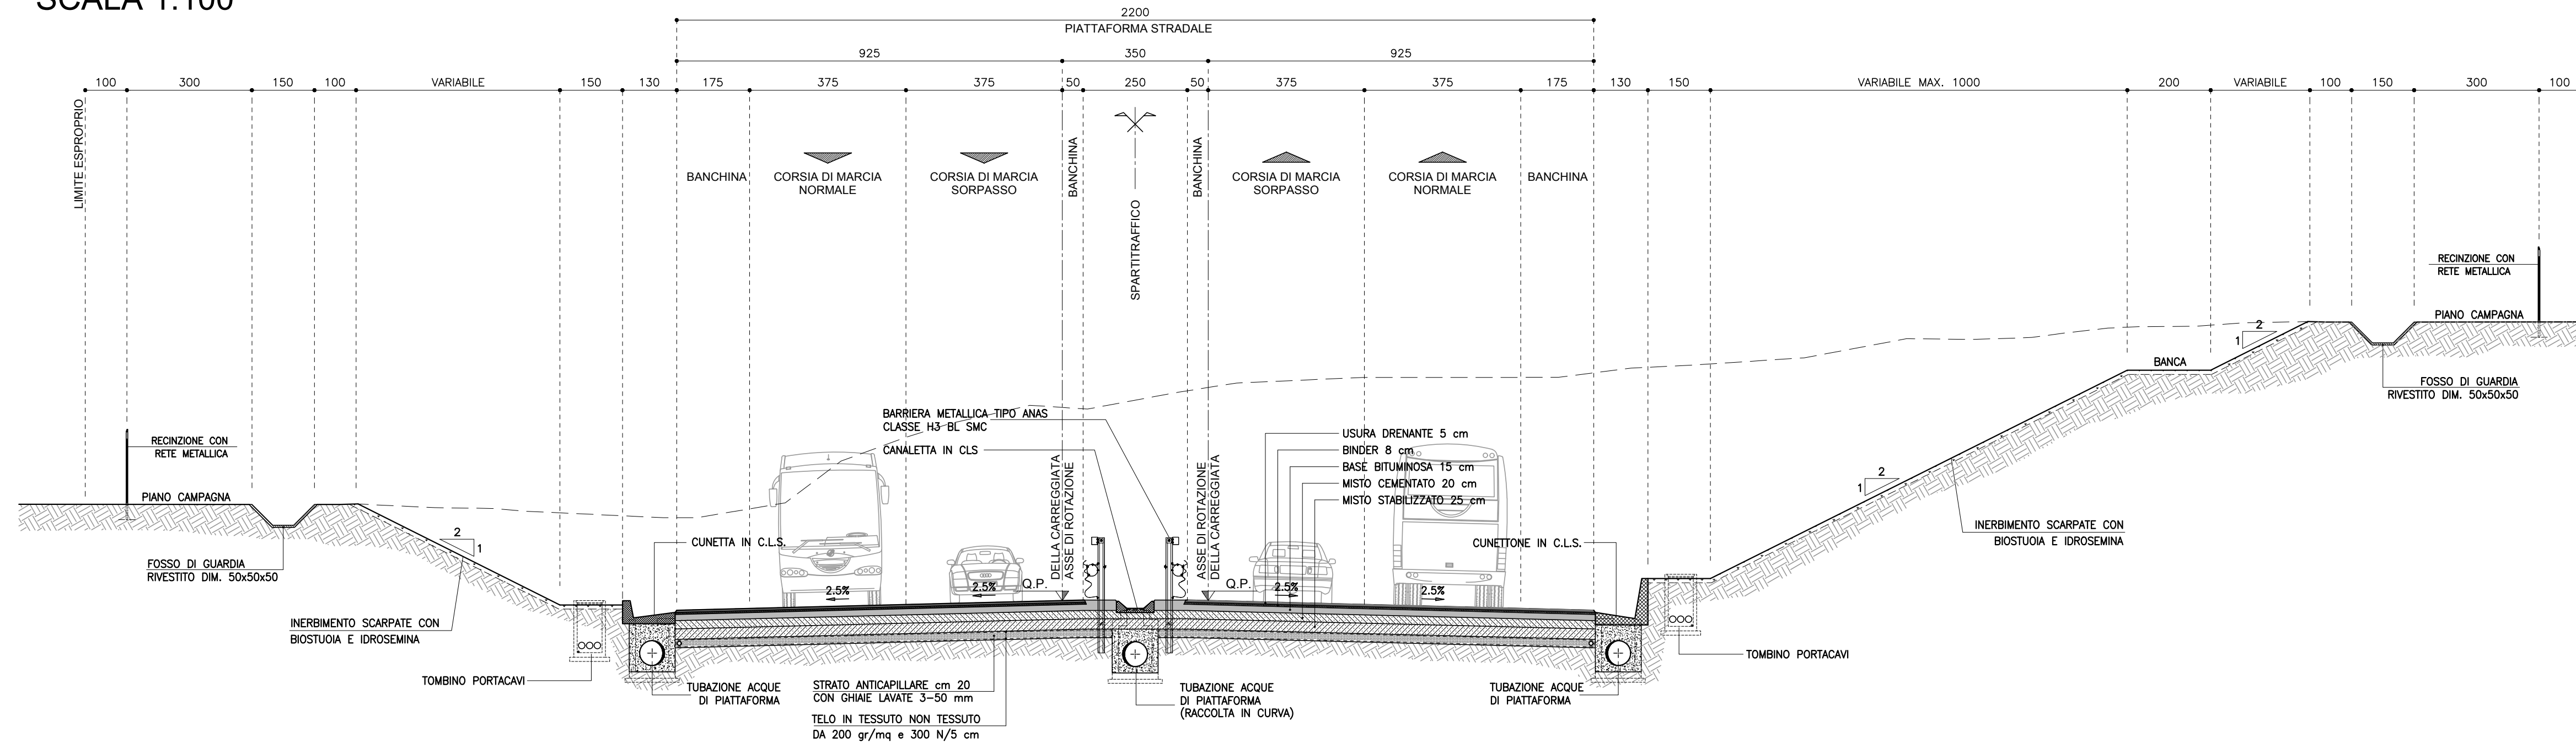 SCALA 1:100
2200
PIATTAFORMA STRADALE
925 350 925
100 300 150 100 VARIABILE 150 130 175 375 375 50 250 50 375 375 175 130 150 VARIABILE MAX. 1000 200 VARIABILE 100 150 300 100
LIMITE ESPROPRIO
BANCHINA
CORSIA DI MARCIA
NORMALE
CORSIA DI MARCIA
SORPASSO
BANCHINA
SPARTITRAFFICO
BANCHINA
CORSIA DI MARCIA
SORPASSO
CORSIA DI MARCIA
NORMALE
BANCHINA
RECINZIONE CON
RETE METALLICA
PIANO CAMPAGNA
BANCA
2
1
FOSSO DI GUARDIA
RIVESTITO DIM. 50x50x50
RECINZIONE CON
RETE METALLICA
PIANO CAMPAGNA
FOSSO DI GUARDIA
RIVESTITO DIM. 50x50x50
2
1
BARRIERA METALLICA TIPO ANAS
CLASSE H3 BL SMC
CANALETTA IN CLS
DELLA CARREGGIATA
ASSE DI ROTAZIONE
ASSE DI ROTAZIONE
DELLA CARREGGIATA
USURA DRENANTE 5 cm
BINDER 8 cm
BASE BITUMINOSA 15 cm
MISTO CEMENTATO 20 cm
MISTO STABILIZZATO 25 cm
2
1
INERBIMENTO SCARPATE CON
BIOSTUOIA E IDROSEMINA
CUNETTA IN C.L.S.
CUNETTONE IN C.L.S.
2.5%
2.5%
Q.P.
Q.P.
2.5%
2.5%
INERBIMENTO SCARPATE CON
BIOSTUOIA E IDROSEMINA
TOMBINO PORTACAVI
TOMBINO PORTACAVI
TUBAZIONE ACQUE
DI PIATTAFORMA
STRATO ANTICAPILLARE cm 20
CON GHIAIE LAVATE 3-50 mm
TELO IN TESSUTO NON TESSUTO
DA 200 gr/mq e 300 N/5 cm
TUBAZIONE ACQUE
DI PIATTAFORMA
(RACCOLTA IN CURVA)
TUBAZIONE ACQUE
DI PIATTAFORMA